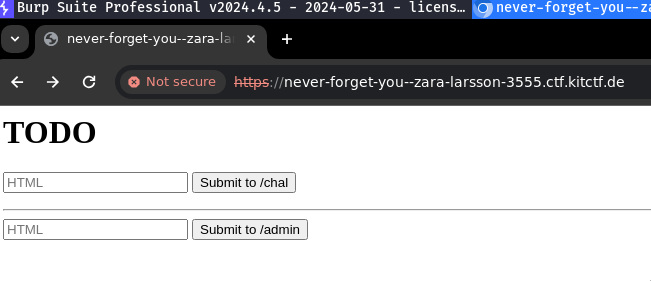 Burp Suite Professional v2024.4.5 - 2024-05-31 - licens… never-forget-you--za
never-forget-you--zara-la
Not secure https://never-forget-you--zara-larsson-3555.ctf.kitctf.de
TODO
HTML Submit to /chal
HTML Submit to /admin